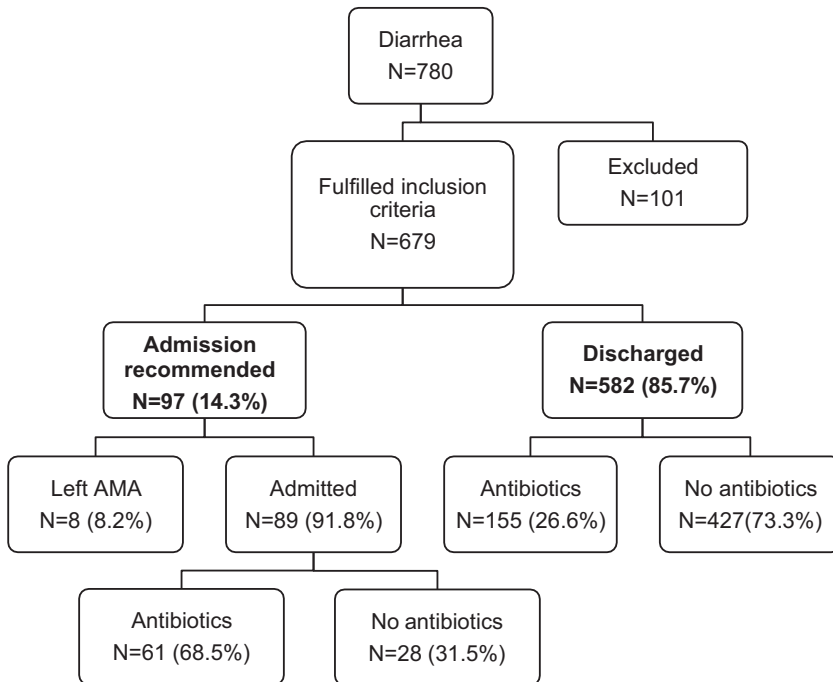 Diarrhea
N=780
Excluded
N=101
Fulfilled inclusion
criteria
N=679
Admission
recommended
N=97 (14.3%)
Discharged
N=582 (85.7%)
Left AMA
N=8 (8.2%)
Admitted
N=89 (91.8%)
Antibiotics
N=155 (26.6%)
No antibiotics
N=427(73.3%)
Antibiotics
N=61 (68.5%)
No antibiotics
N=28 (31.5%)